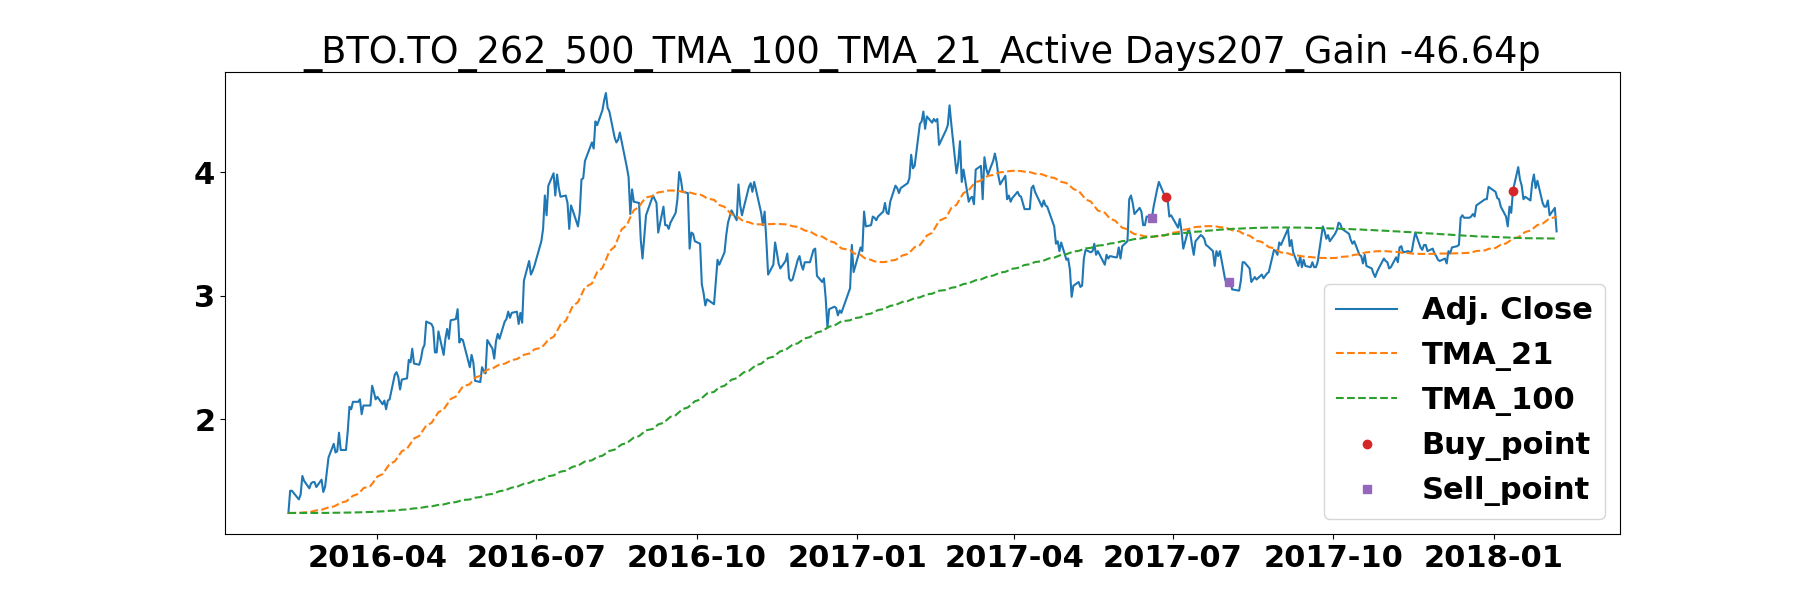 _BTO.TO_262_500_TMA_100_TMA_21_Active Days207_Gain -46.64p
4
3
2
Adj. Close
TMA_21
TMA_100
Buy_point
Sell_point
2016-04 2016-07 2016-10 2017-01 2017-04 2017-07 2017-10 2018-01